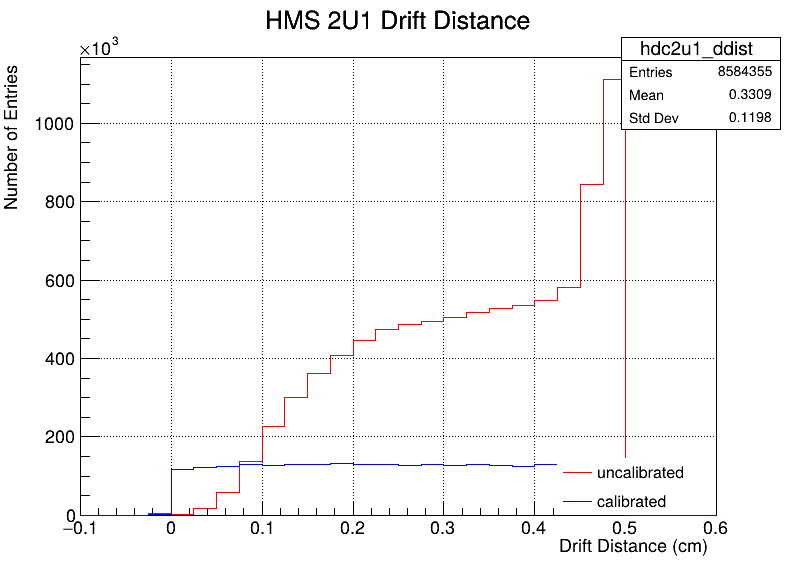 HMS 2U1 Drift Distance
×10³
hdc2u1_ddist
Entries 8584355
Mean 0.3309
Std Dev 0.1198
Number of Entries
1000
800
600
400
200
0
uncalibrated
calibrated
−0.1 0 0.1 0.2 0.3 0.4 0.5 0.6
Drift Distance (cm)